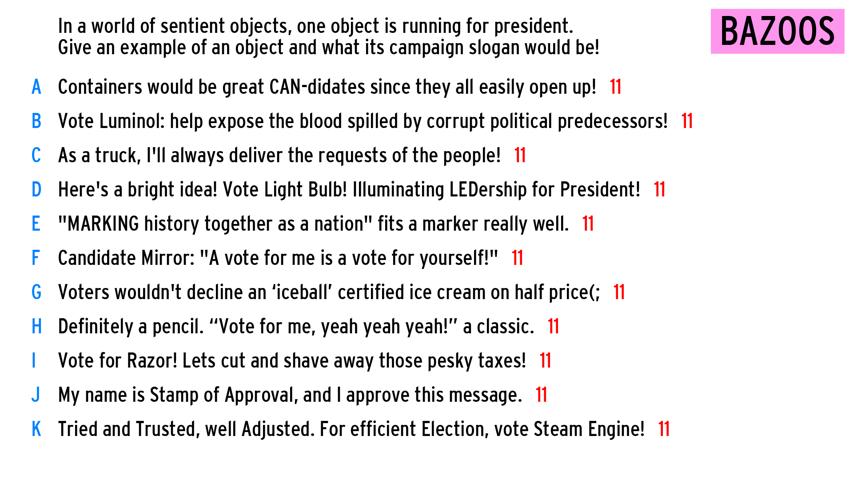 In a world of sentient objects, one object is running for president.
Give an example of an object and what its campaign slogan would be!
BAZOOS
A Containers would be great CAN-didates since they all easily open up! 11
B Vote Luminol: help expose the blood spilled by corrupt political predecessors! 11
C As a truck, I'll always deliver the requests of the people! 11
D Here's a bright idea! Vote Light Bulb! Illuminating LEDership for President! 11
E "MARKING history together as a nation" fits a marker really well. 11
F Candidate Mirror: "A vote for me is a vote for yourself!" 11
G Voters wouldn't decline an ‘iceball’ certified ice cream on half price(; 11
H Definitely a pencil. “Vote for me, yeah yeah yeah!” a classic. 11
I Vote for Razor! Lets cut and shave away those pesky taxes! 11
J My name is Stamp of Approval, and I approve this message. 11
K Tried and Trusted, well Adjusted. For efficient Election, vote Steam Engine! 11